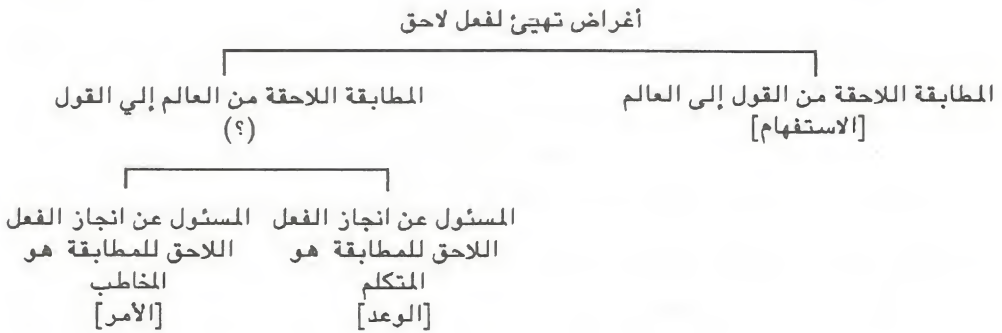 أغراض تهيّئ لفعل لاحق
المطابقة اللاحقة من القول إلى العالم
[الاستفهام]
المطابقة اللاحقة من العالم إلي القول
(؟)
المسئول عن انجاز الفعل
اللاحق للمطابقة هو
المتكلم
[الوعد]
المسئول عن انجاز الفعل
اللاحق للمطابقة هو
المخاطب
[الأمر]